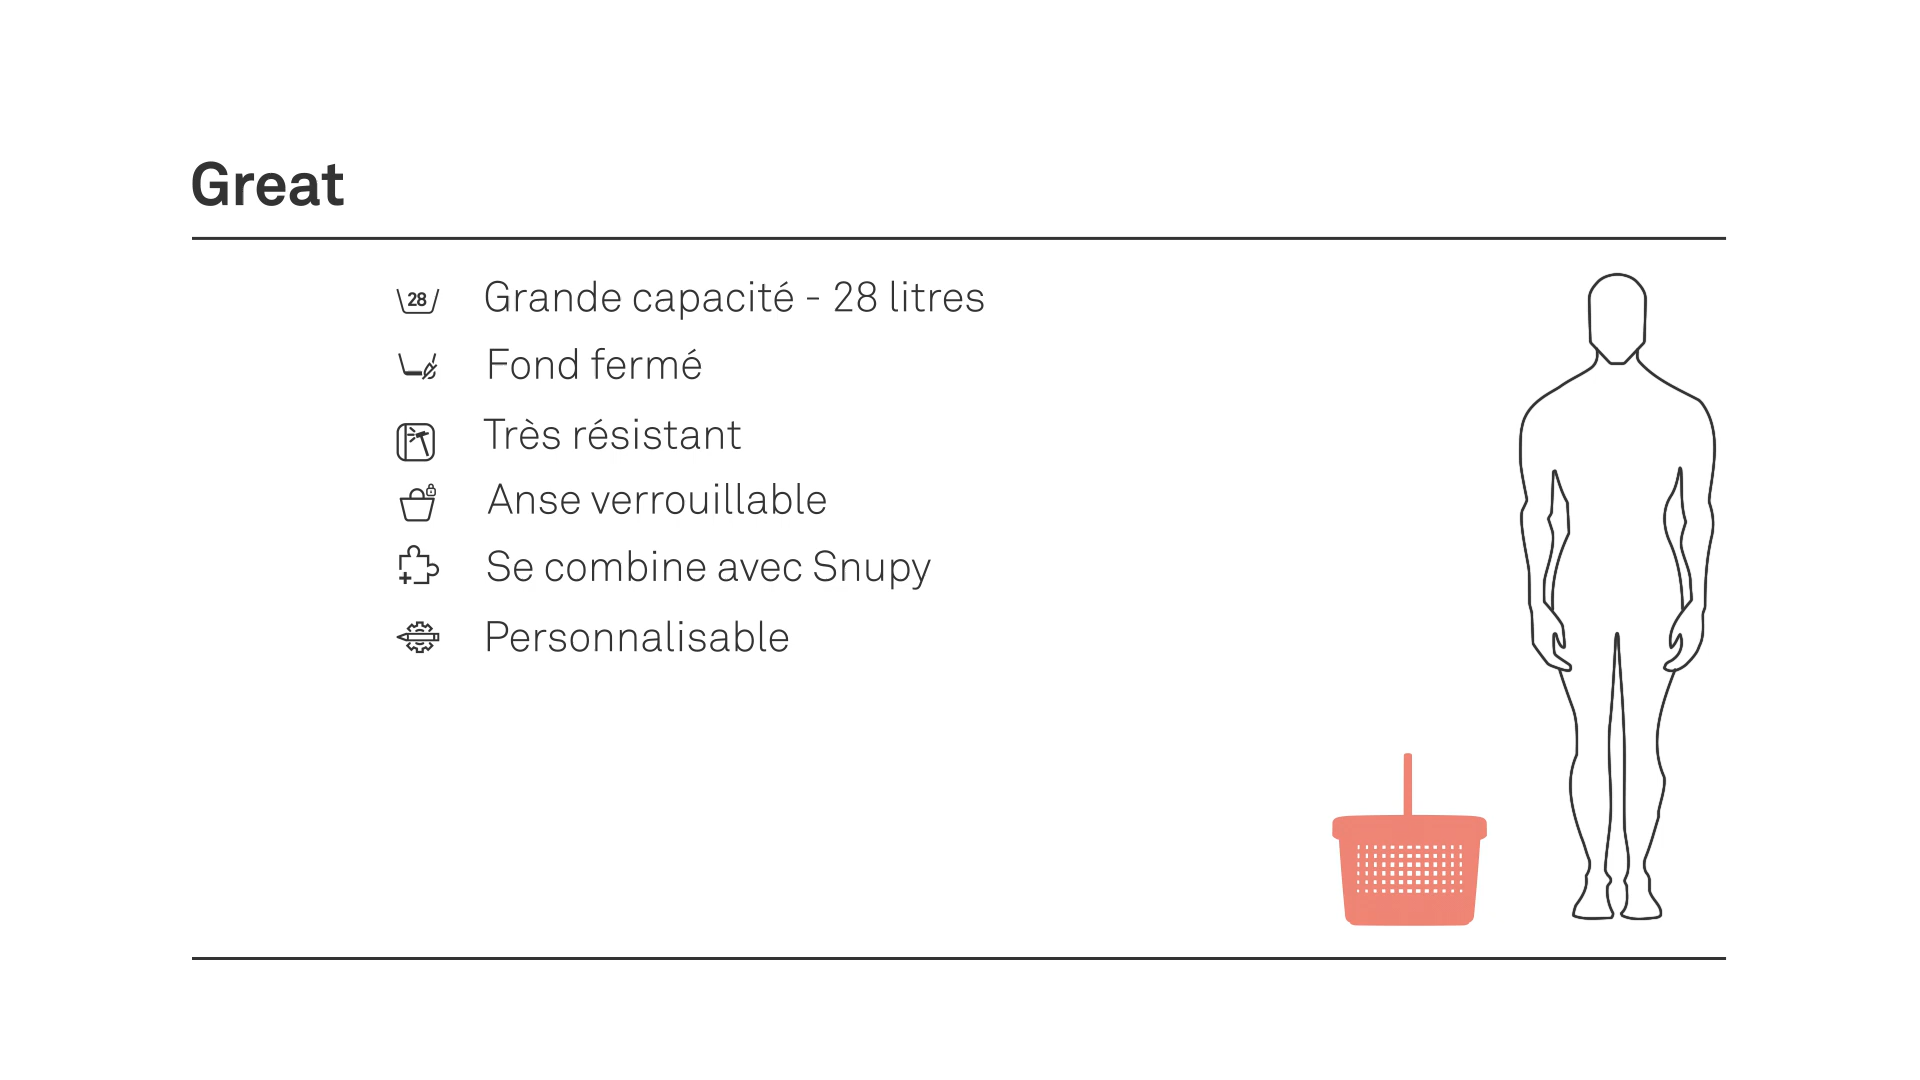 Great
28
Grande capacité - 28 litres
Fond fermé
Très résistant
Anse verrouillable
Se combine avec Snupy
Personnalisable